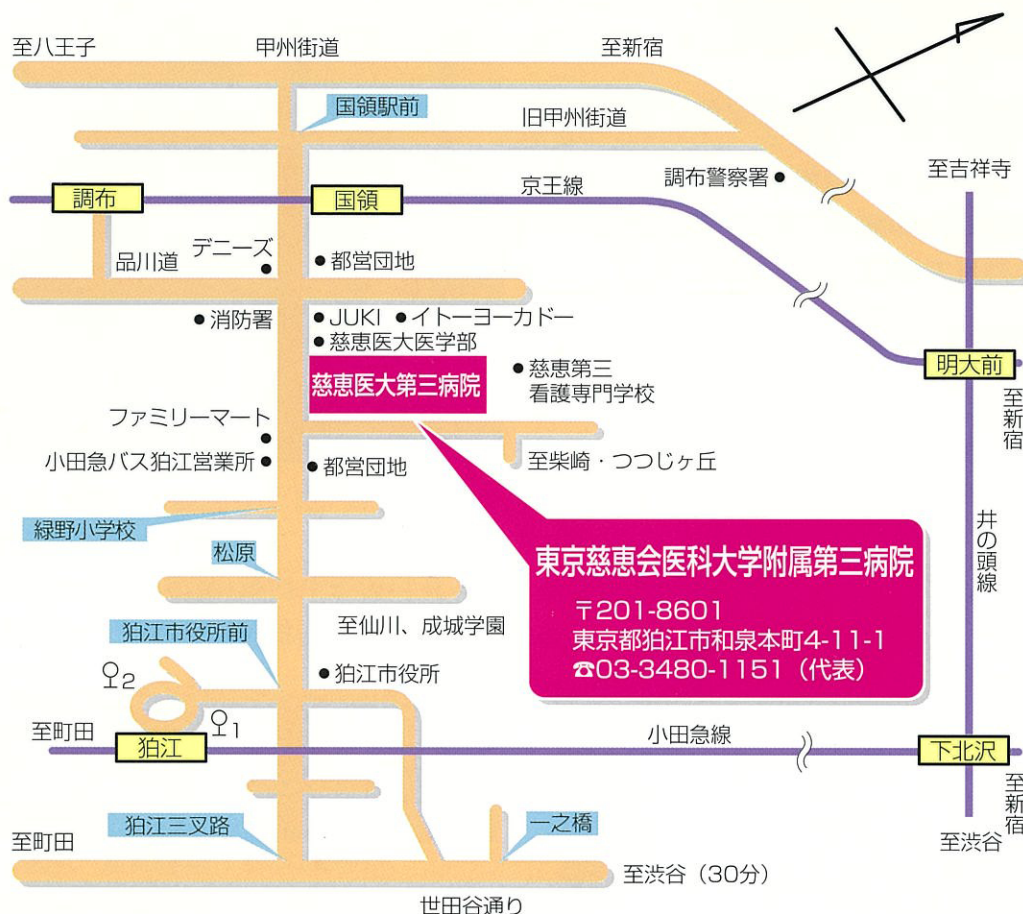 至八王子
甲州街道
至新宿
国領駅前
旧甲州街道
調布警察署
至吉祥寺
調布
国領
京王線
品川道
デニーズ
都営団地
消防署
JUKI
イトーヨーカドー
慈恵医大医学部
慈恵医大第三病院
慈恵第三
看護専門学校
明大前
至新宿
ファミリーマート
小田急バス狛江営業所
都営団地
至柴崎・つつじヶ丘
緑野小学校
井の頭線
松原
東京慈恵会医科大学附属第三病院
〒201-8601
東京都狛江市和泉本町4-11-1
☎03-3480-1151（代表）
至仙川、成城学園
狛江市役所前
狛江市役所
2
1
至町田
狛江
小田急線
下北沢
至新宿
狛江三叉路
一之橋
至渋谷
至町田
至渋谷（30分）
世田谷通り